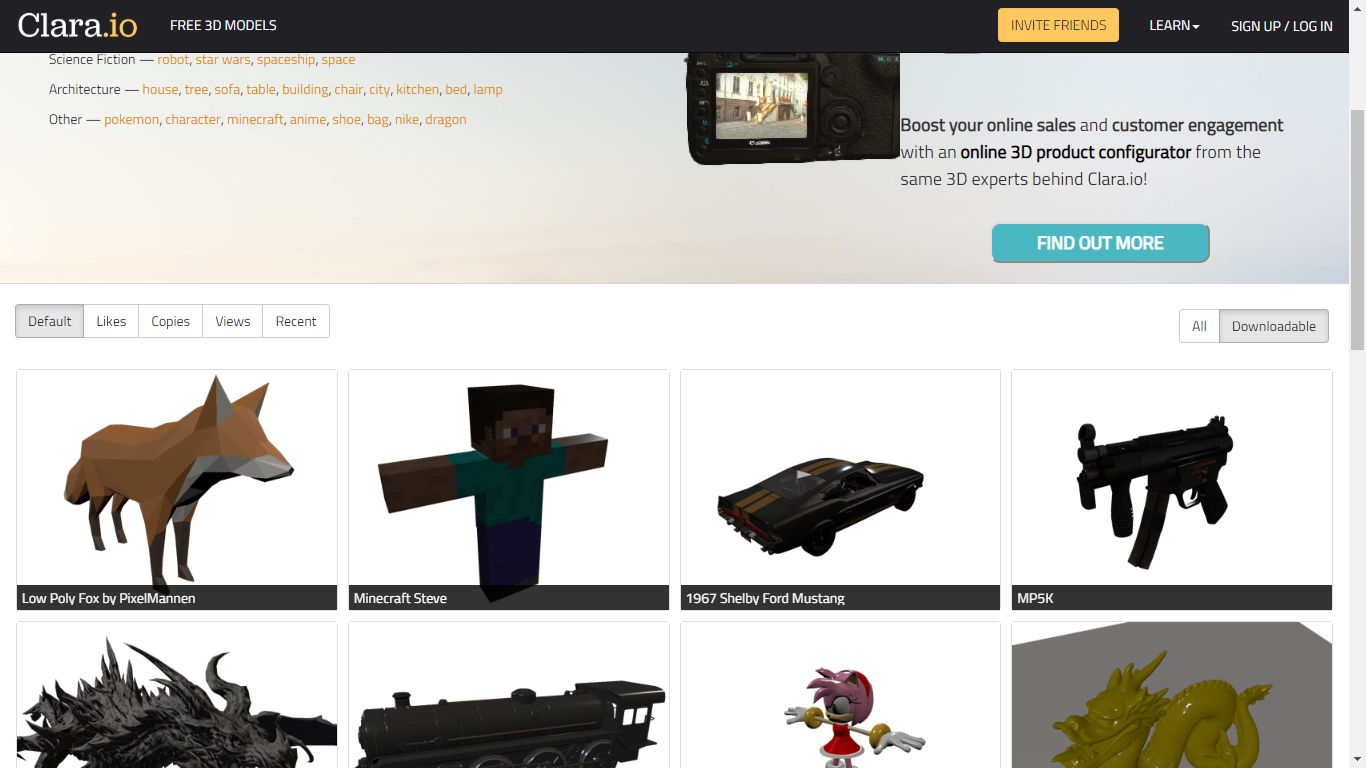 Clara.io
FREE 3D MODELS
INVITE FRIENDS
LEARN
SIGN UP / LOG IN
Science Fiction — robot, star wars, spaceship, space
Architecture — house, tree, sofa, table, building, chair, city, kitchen, bed, lamp
Other — pokemon, character, minecraft, anime, shoe, bag, nike, dragon
Boost your online sales and customer engagement
with an online 3D product configurator from the
same 3D experts behind Clara.io!
FIND OUT MORE
Default
Likes
Copies
Views
Recent
All
Downloadable
Low Poly Fox by PixelMannen
Minecraft Steve
1967 Shelby Ford Mustang
MP5K